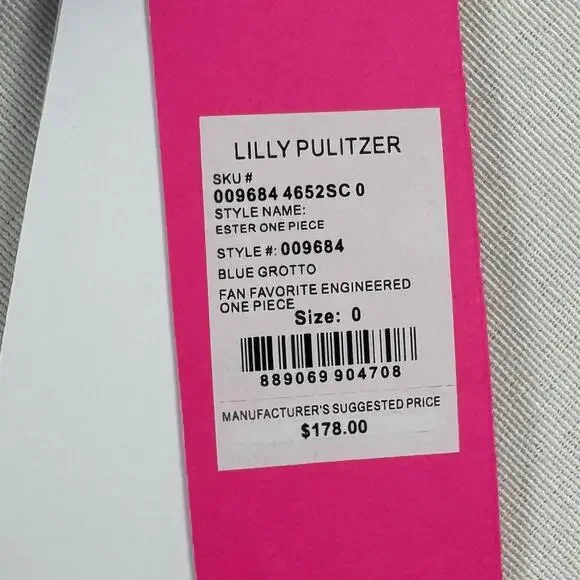 LILLY PULITZER
SKU #
009684 4652SC 0
STYLE NAME:
ESTER ONE PIECE
STYLE #: 009684
BLUE GROTTO
FAN FAVORITE ENGINEERED
ONE PIECE
Size: 0
889069 904708
MANUFACTURER'S SUGGESTED PRICE
$178.00